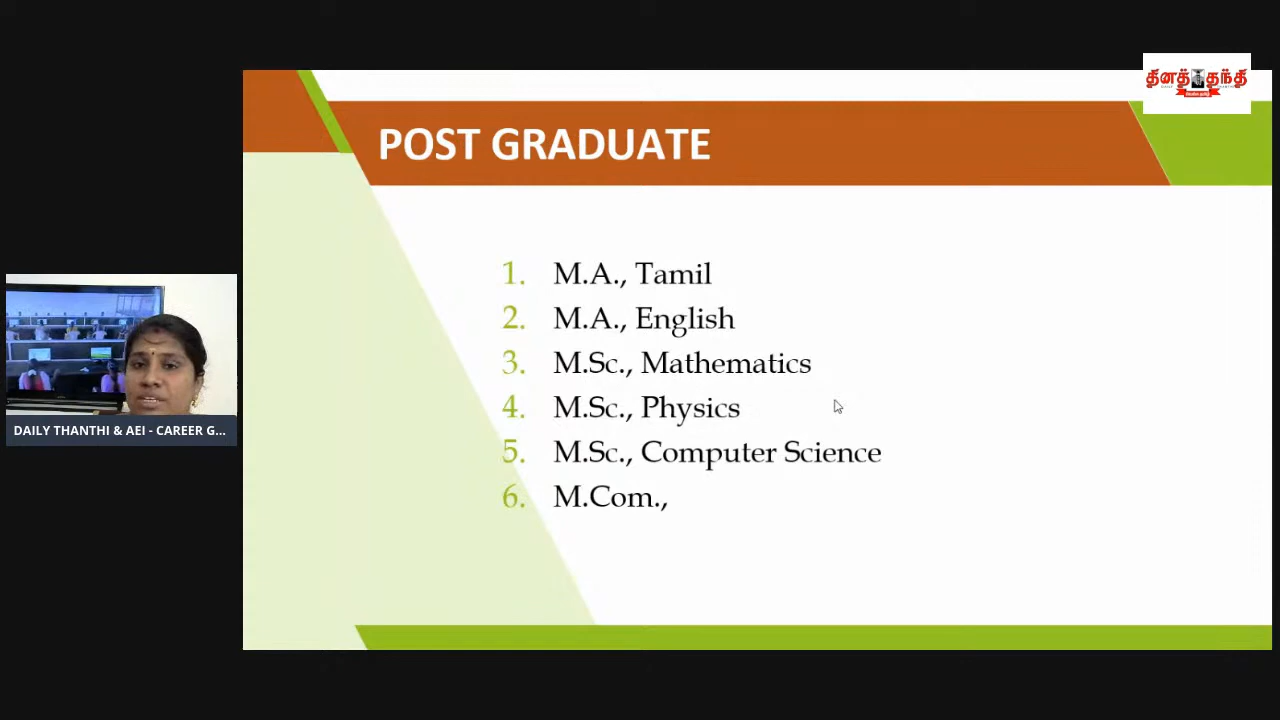 தினத்தந்தி
POST GRADUATE
1. M.A., Tamil
2. M.A., English
3. M.Sc., Mathematics
4. M.Sc., Physics
5. M.Sc., Computer Science
6. M.Com.,
DAILY THANTHI & AEI - CAREER G...